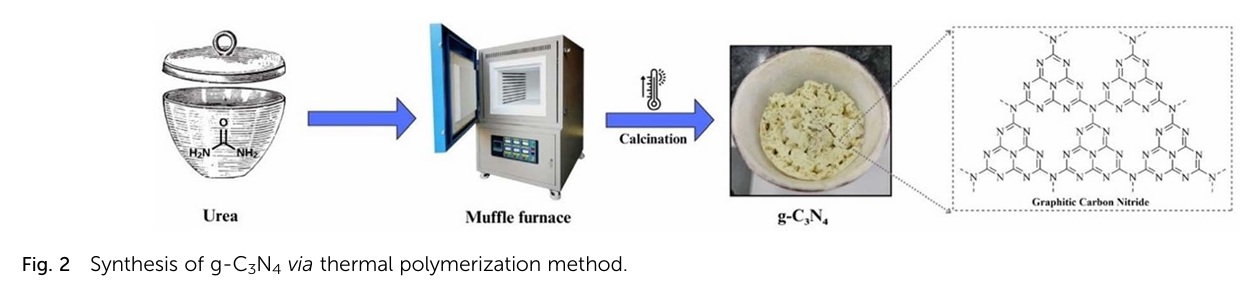 O
H₂N NH₂
Urea
Muffle furnace
Calcination
g-C₃N₄
Graphitic Carbon Nitride
Fig. 2 Synthesis of g-C₃N₄ via thermal polymerization method.